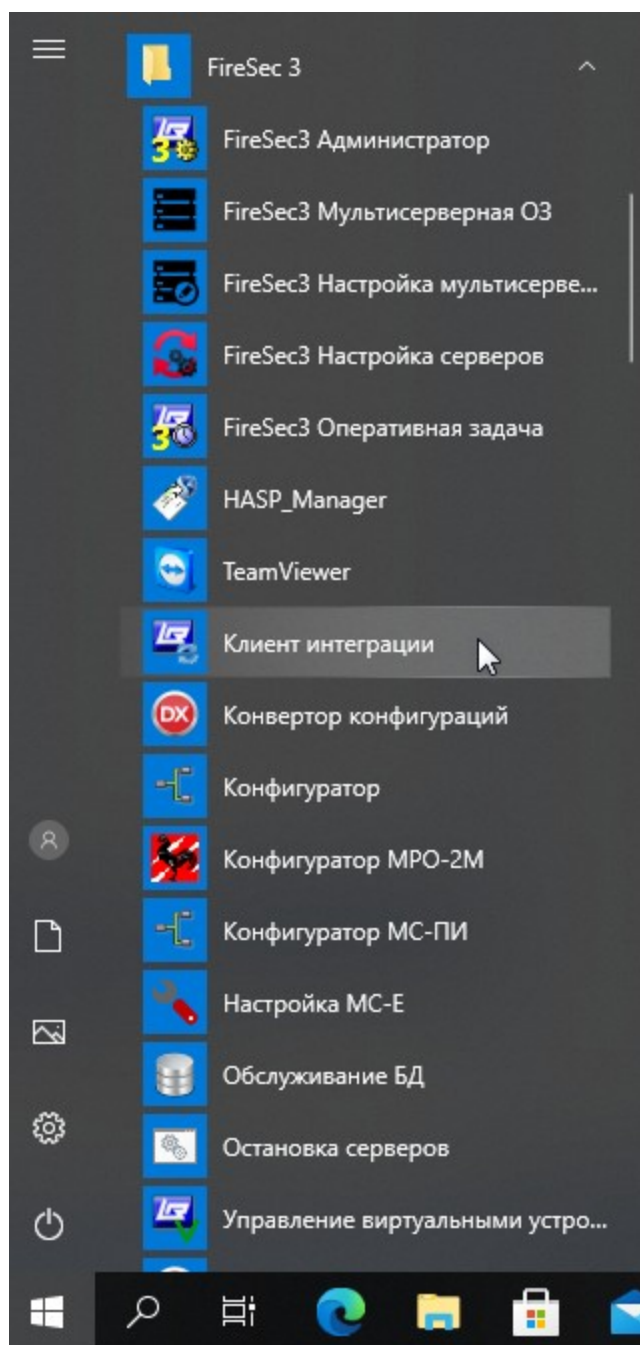 FireSec 3
FireSec3 Администратор
FireSec3 Мультисерверная ОЗ
FireSec3 Настройка мультисерве...
FireSec3 Настройка серверов
FireSec3 Оперативная задача
HASP_Manager
TeamViewer
Клиент интеграции
Конвертор конфигураций
Конфигуратор
Конфигуратор МРО-2М
Конфигуратор МС-ПИ
Настройка МС-Е
Обслуживание БД
Остановка серверов
Управление виртуальными устро...